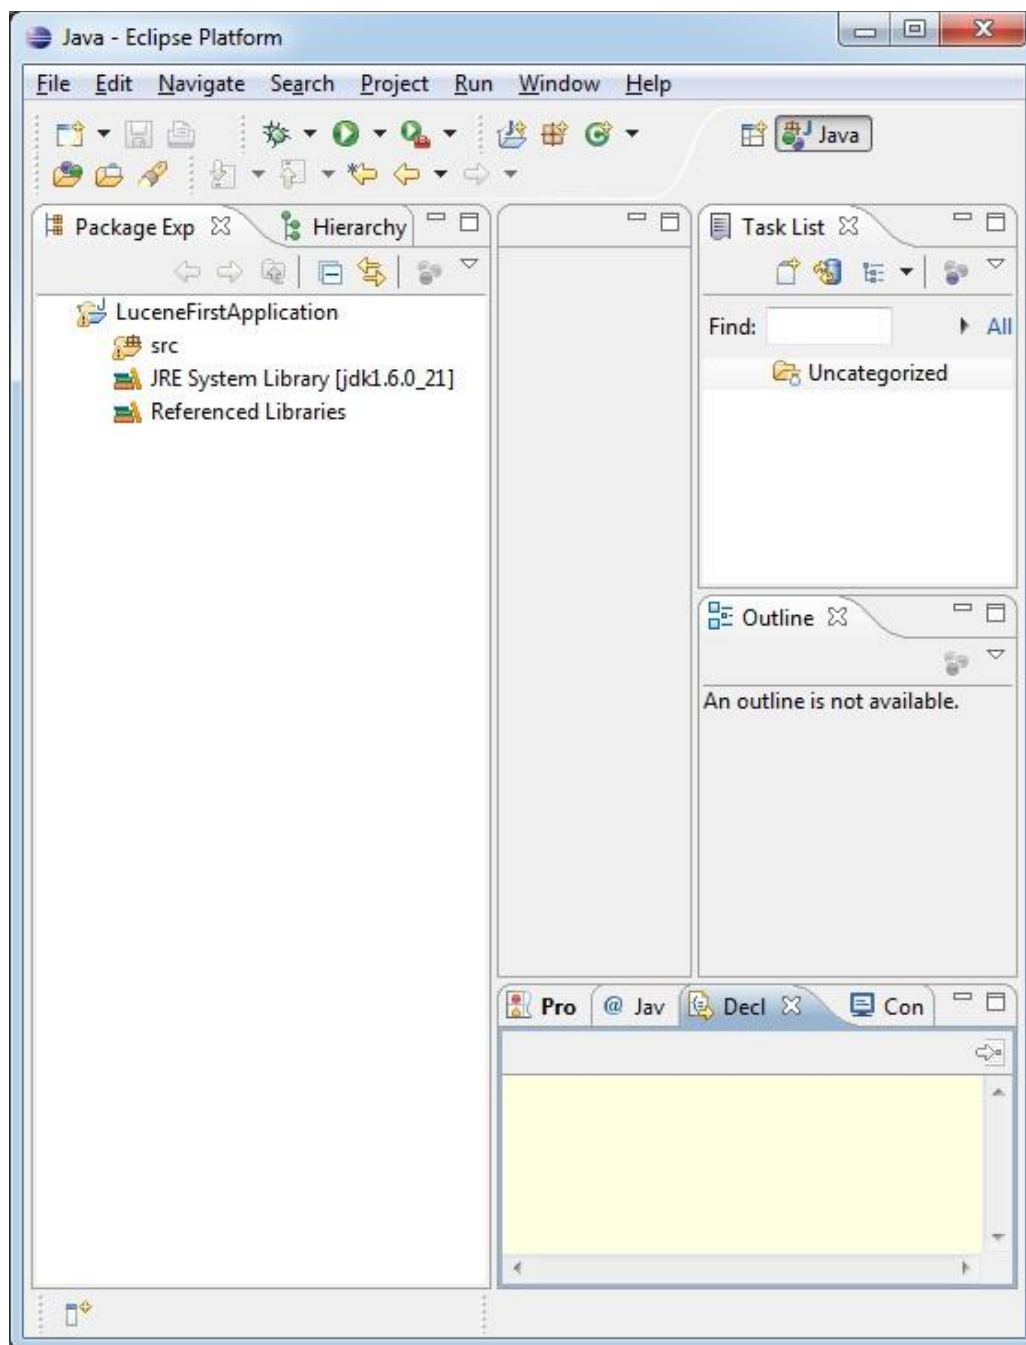 Java - Eclipse Platform
File Edit Navigate Search Project Run Window Help
Java
Package Exp Hierarchy
LuceneFirstApplication
src
JRE System Library [jdk1.6.0_21]
Referenced Libraries
Task List
Find: All
Uncategorized
Outline
An outline is not available.
Pro @ Jav Decl Con